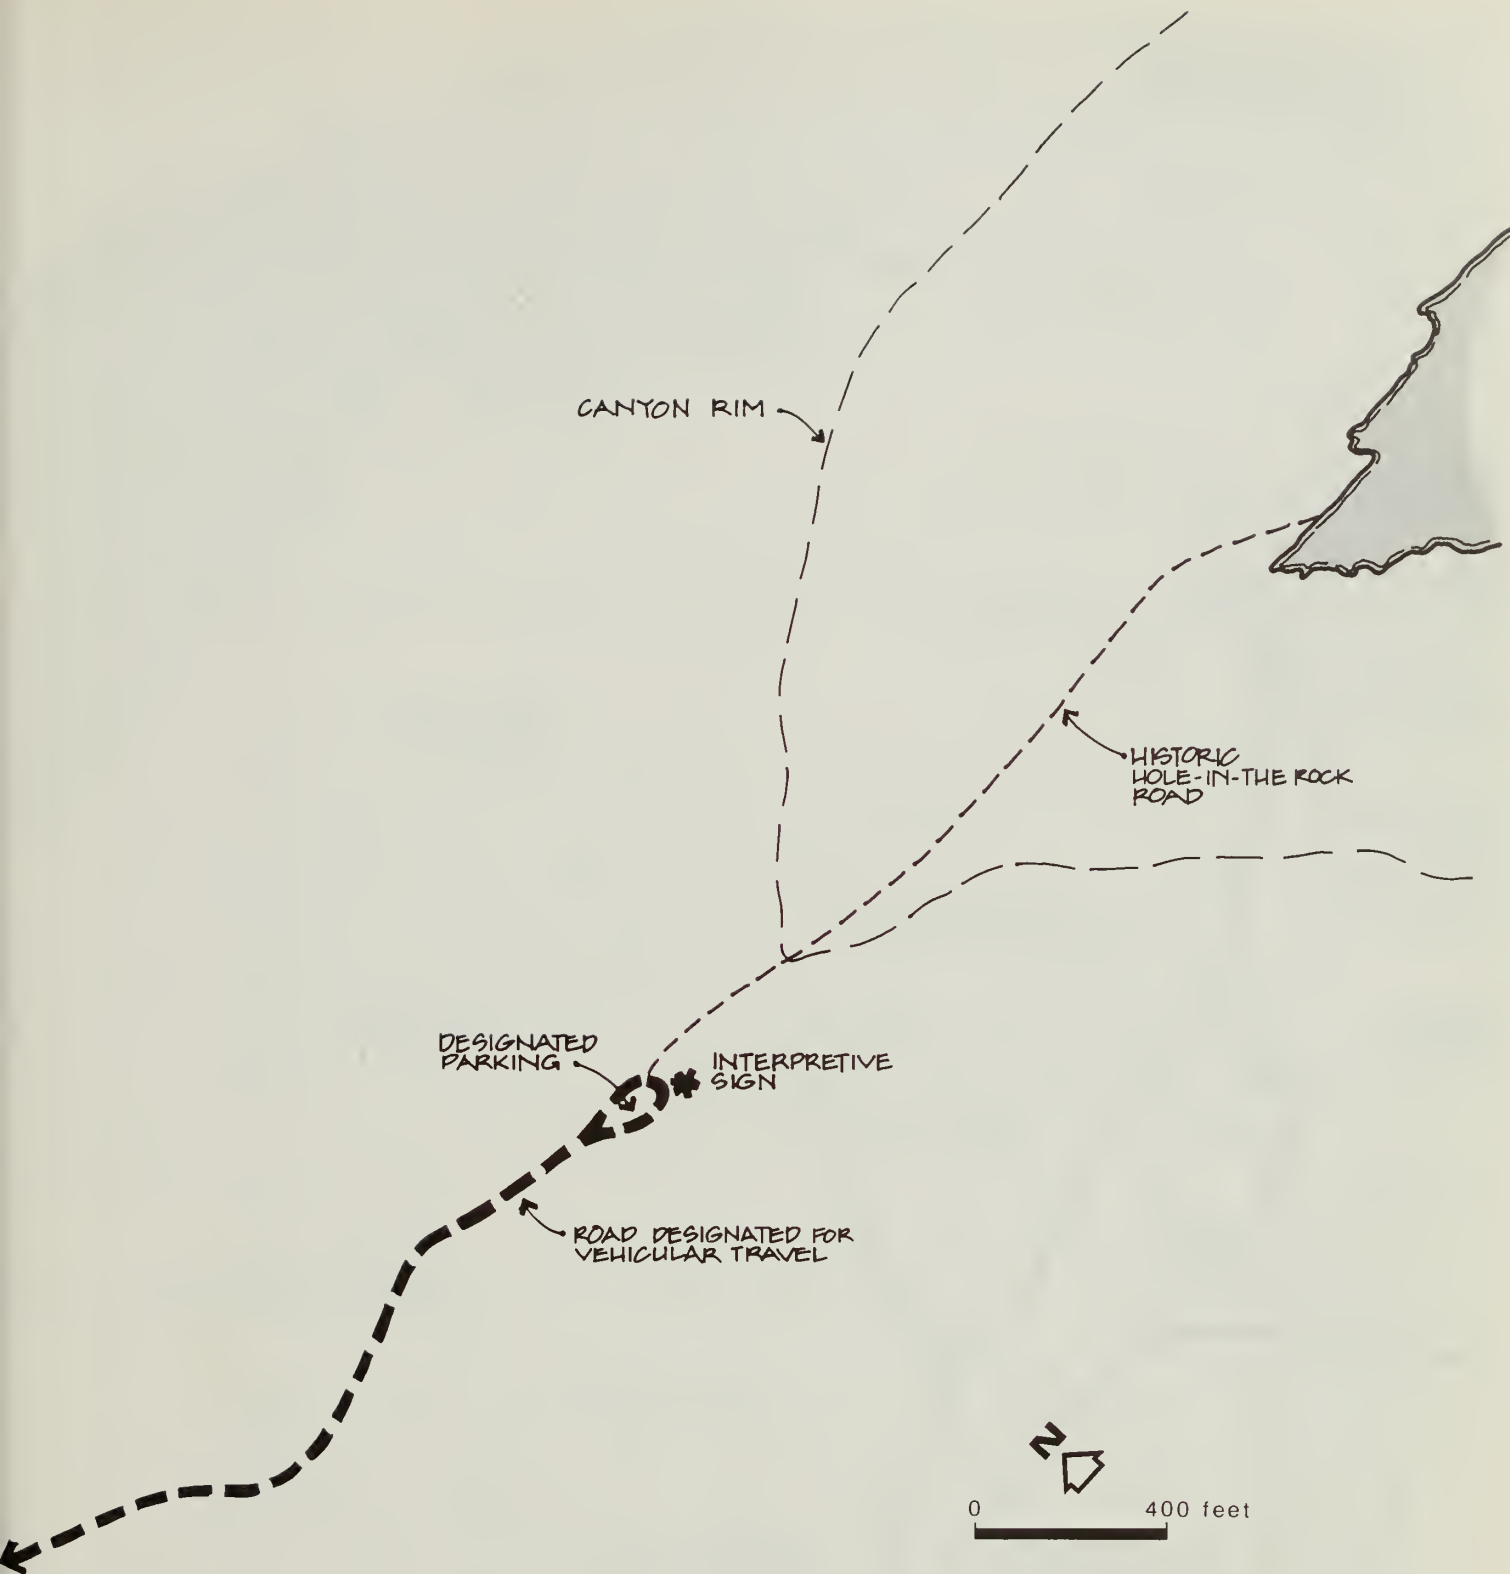 CANYON RIM
HISTORIC
HOLE-IN-THE ROCK
ROAD
DESIGNATED
PARKING
INTERPRETIVE
SIGN
ROAD DESIGNATED FOR
VEHICULAR TRAVEL
N
0 400 feet